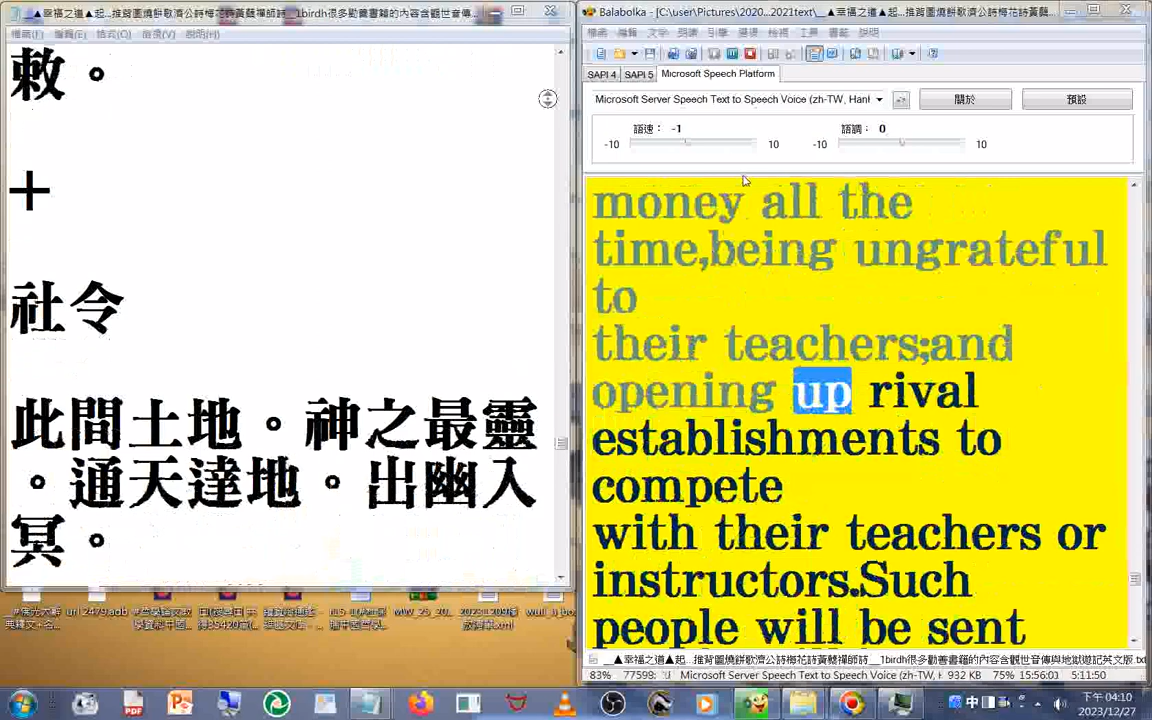 敕。
+
社令
此間土地。神之最靈
。通天達地。出幽入
冥。
Balabolka - [C:\user\Pictures\2020...2021text\
SAPI 4
SAPI 5
Microsoft Speech Platform
Microsoft Server Speech Text to Speech Voice (zh-TW, Hanl
關於
預設
語速： -1
語調： 0
-10
10
-10
10
money all the
time,being ungrateful
to
their teachers;and
opening up rival
establishments to
compete
with their teachers or
instructors.Such
people will be sent
83%
Microsoft Server Speech Text to Speech Voice (zh-TW,
932 KB
75%
5:11:50
下午 04:10
2023/12/27